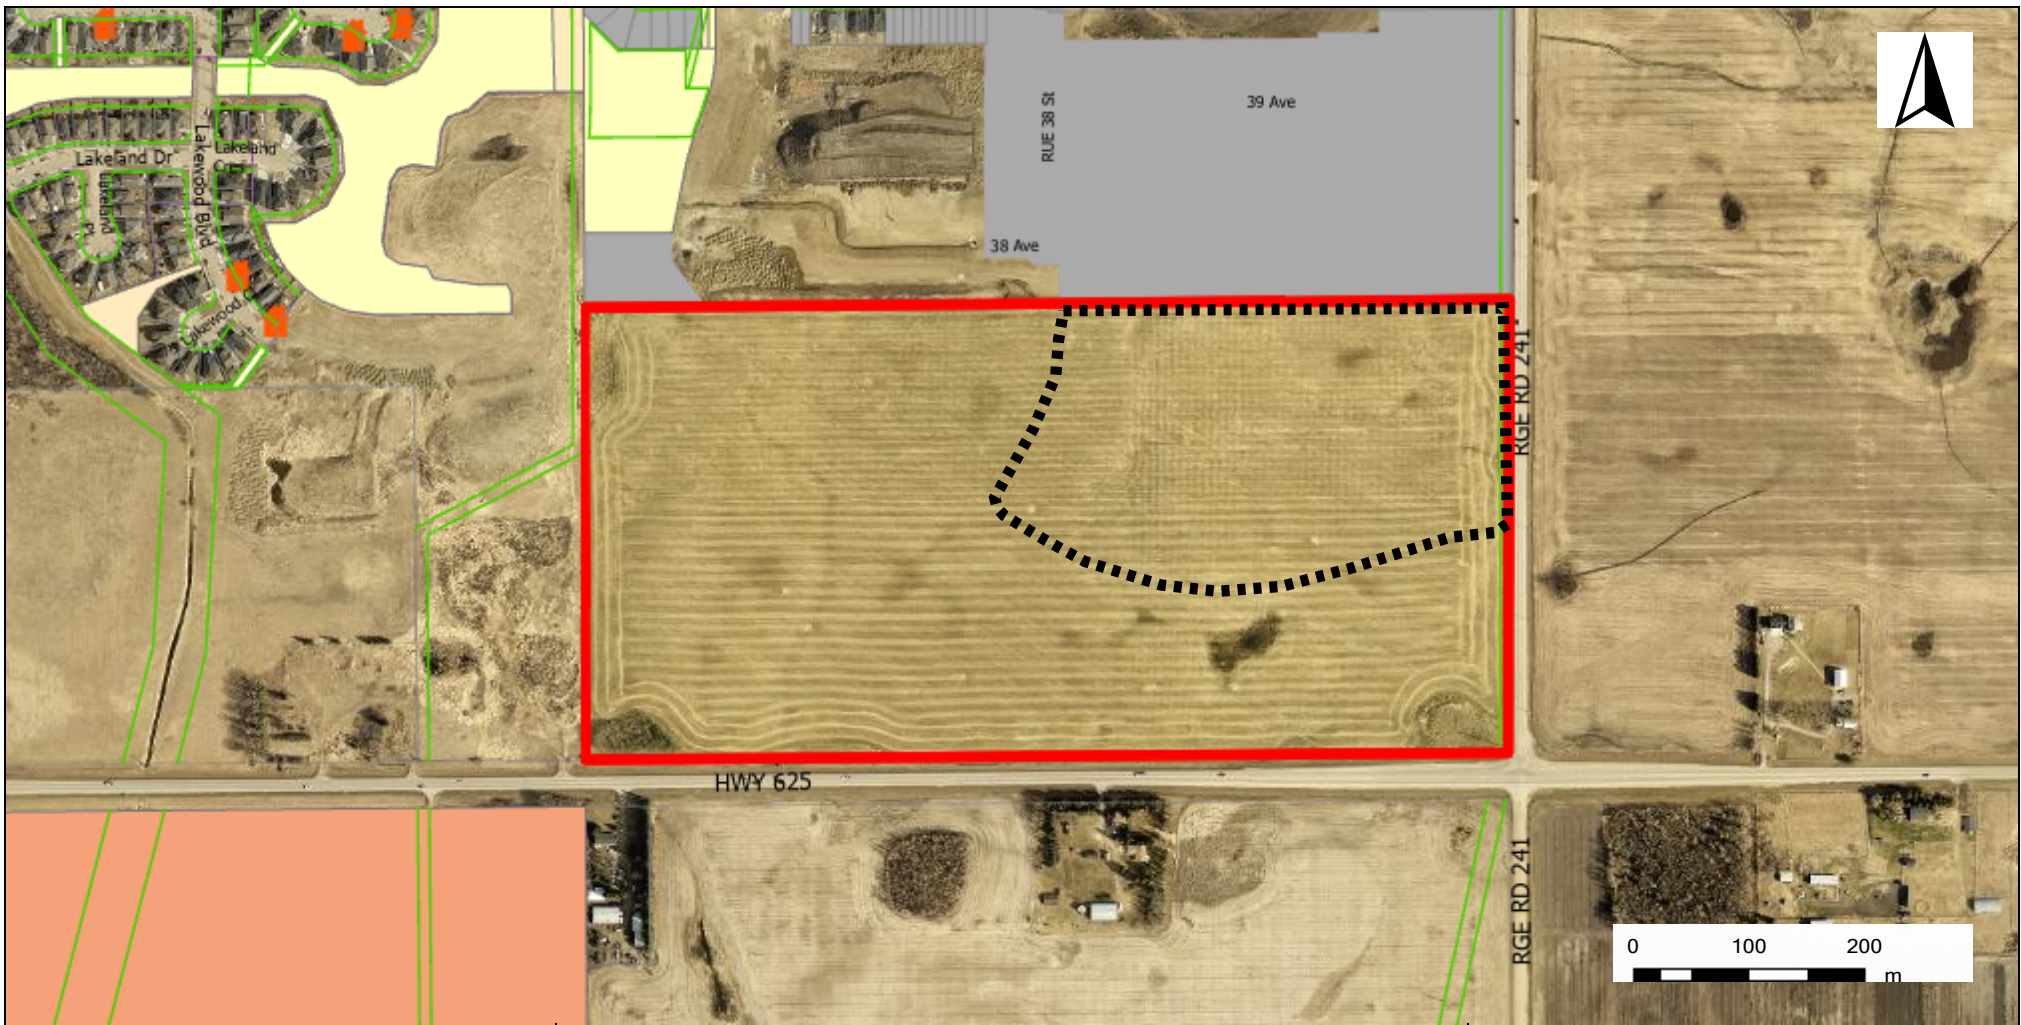 RUE 38 St
39 Ave
Lakeland Dr
Lakeland
Pl
Lakewood Blvd
Lakeland
Cr
Lakewood
38 Ave
RGE RD 241
HWY 625
RGE RD 241
0 100 200
m